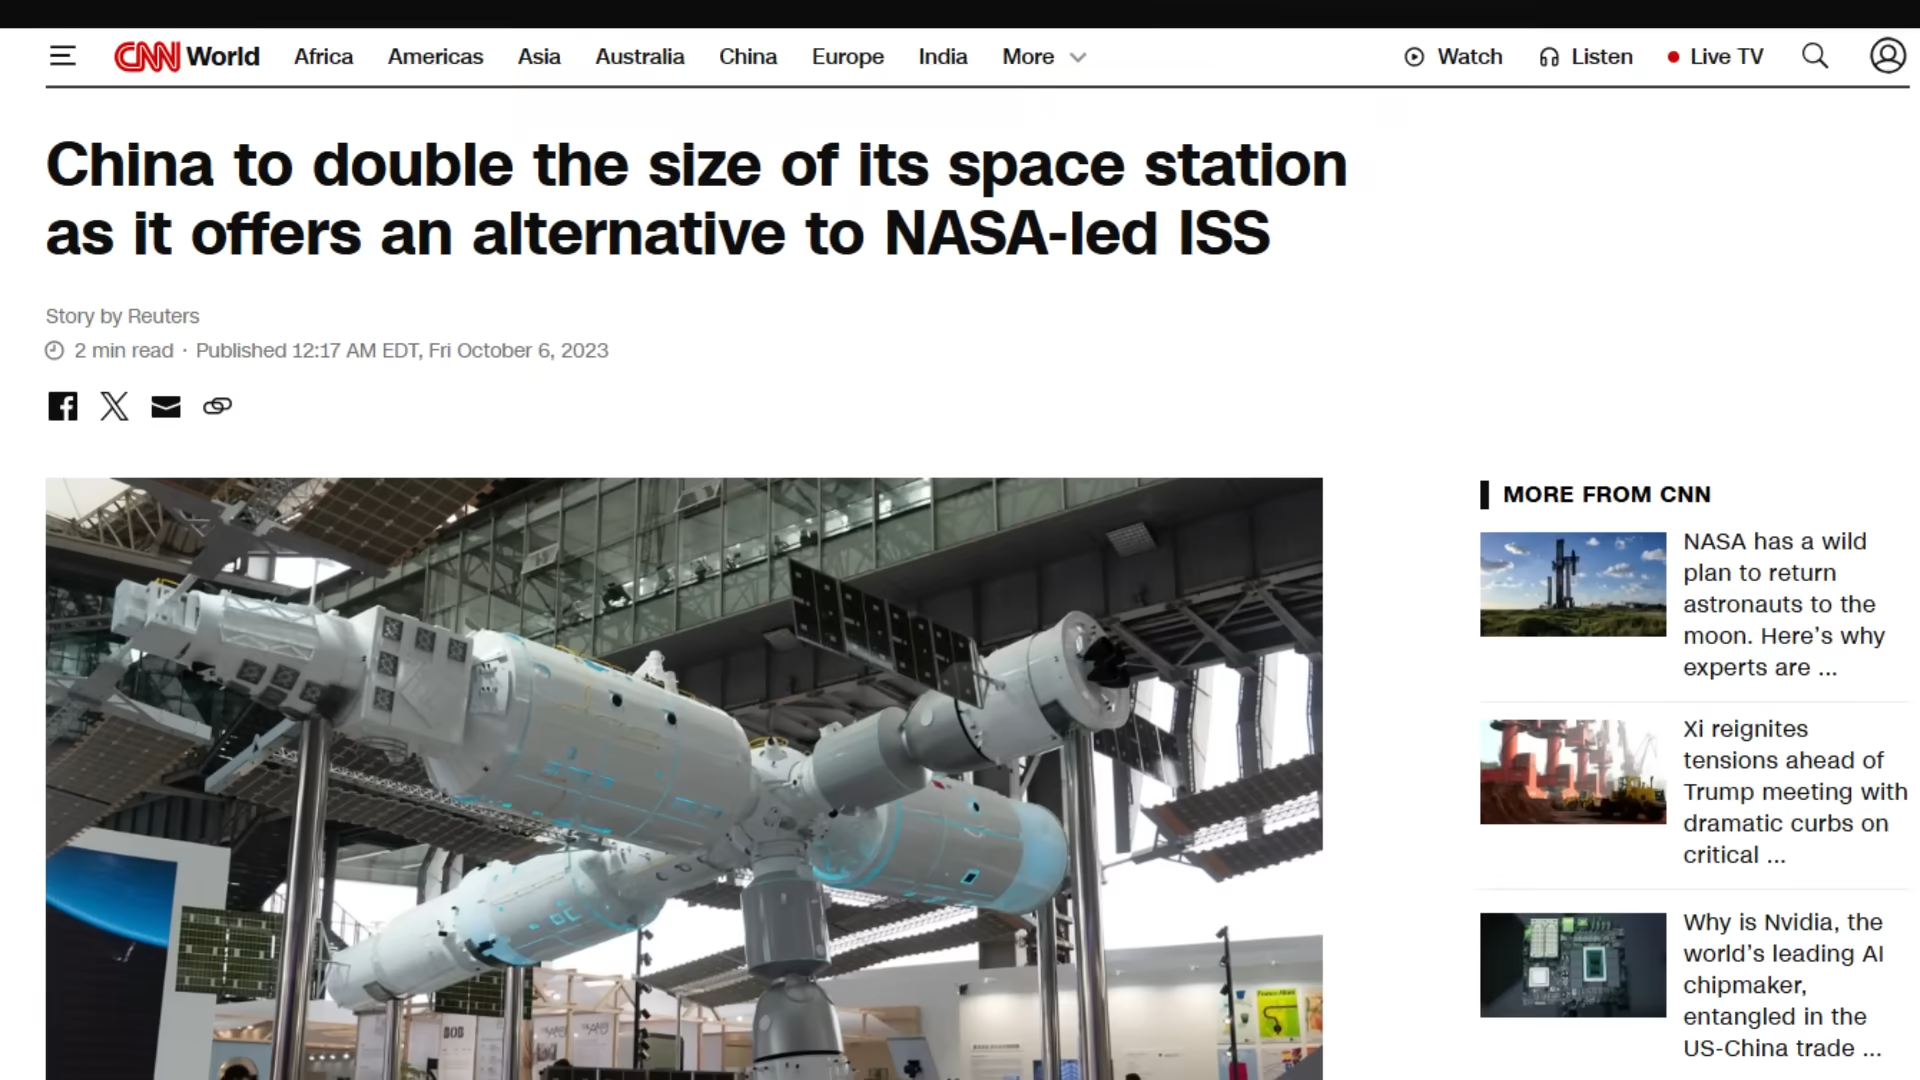 CNN World Africa Americas Asia Australia China Europe India More Watch Listen Live TV
China to double the size of its space station
as it offers an alternative to NASA-led ISS
Story by Reuters
2 min read · Published 12:17 AM EDT, Fri October 6, 2023
MORE FROM CNN
NASA has a wild
plan to return
astronauts to the
moon. Here’s why
experts are ...
Xi reignites
tensions ahead of
Trump meeting with
dramatic curbs on
critical ...
Why is Nvidia, the
world’s leading AI
chipmaker,
entangled in the
US-China trade ...